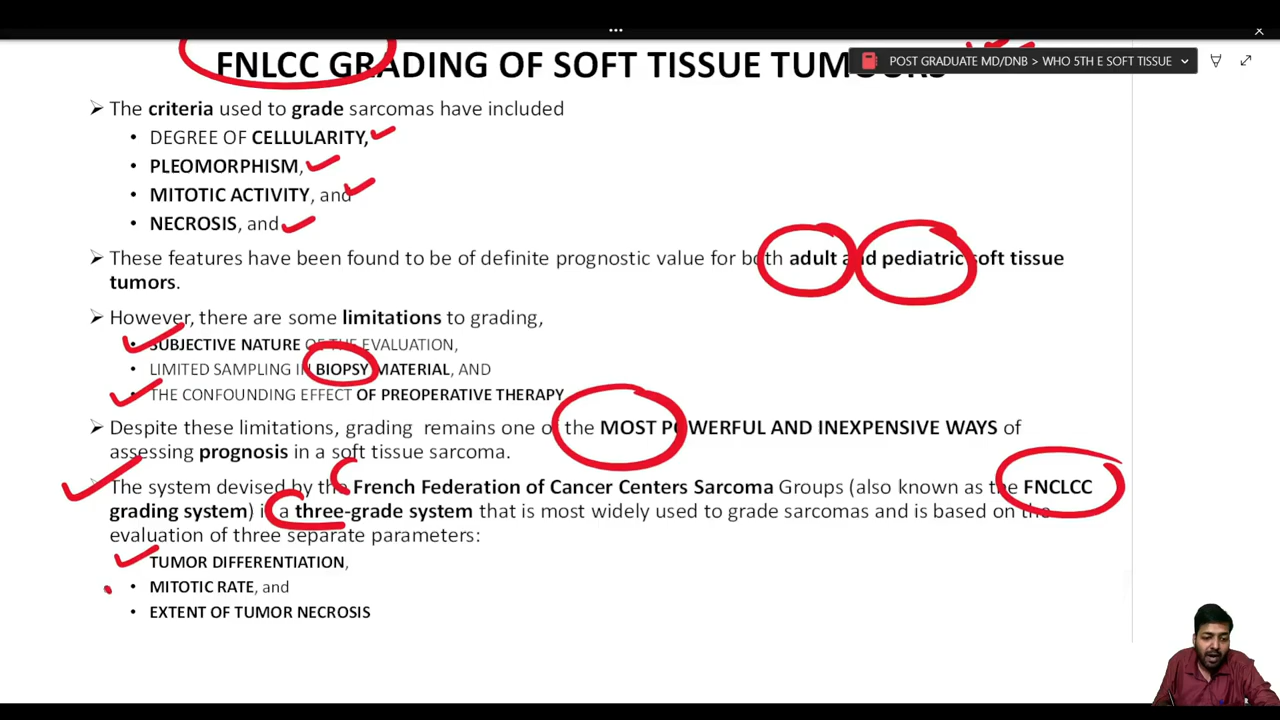 FNLCC GRADING OF SOFT TISSUE TUMOURS
POST GRADUATE MD/DNB > WHO 5TH E SOFT TISSUE
The criteria used to grade sarcomas have included
DEGREE OF CELLULARITY,
PLEOMORPHISM,
MITOTIC ACTIVITY, and
NECROSIS, and
These features have been found to be of definite prognostic value for both adult and pediatric soft tissue
tumors.
However, there are some limitations to grading,
SUBJECTIVE NATURE OF THE EVALUATION,
LIMITED SAMPLING IN BIOPSY MATERIAL, AND
THE CONFOUNDING EFFECT OF PREOPERATIVE THERAPY
Despite these limitations, grading remains one of the MOST POWERFUL AND INEXPENSIVE WAYS of
assessing prognosis in a soft tissue sarcoma.
The system devised by the French Federation of Cancer Centers Sarcoma Groups (also known as the FNCLCC
grading system) is a three-grade system that is most widely used to grade sarcomas and is based on the
evaluation of three separate parameters:
TUMOR DIFFERENTIATION,
MITOTIC RATE, and
EXTENT OF TUMOR NECROSIS